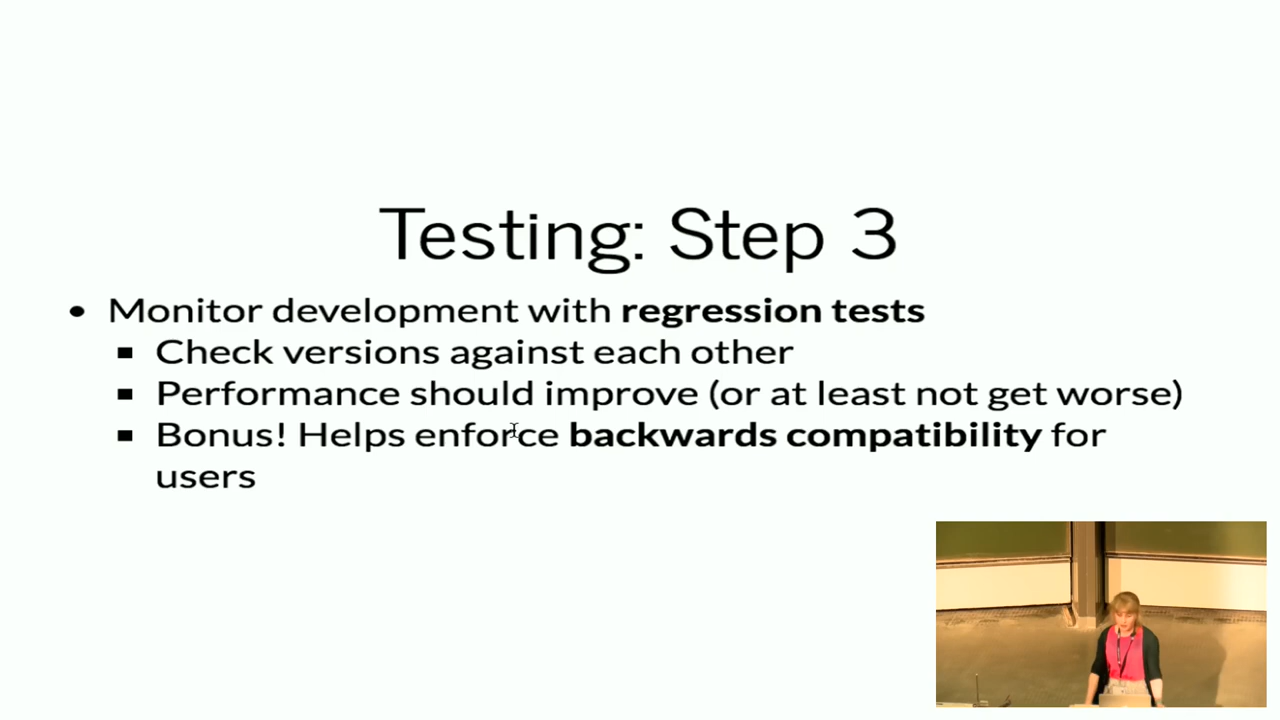 Testing: Step 3
• Monitor development with regression tests
▪ Check versions against each other
▪ Performance should improve (or at least not get worse)
▪ Bonus! Helps enforce backwards compatibility for
users